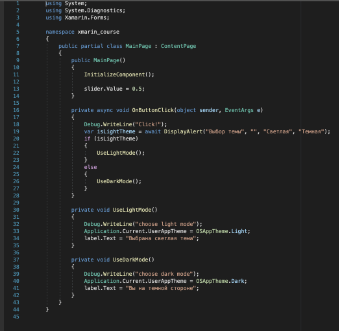 1 using System;
2 using System.Diagnostics;
3 using Xamarin.Forms;
4
5 namespace xmarin_course
6 {
7 public partial class MainPage : ContentPage
8 {
9 public MainPage()
10 {
11 InitializeComponent();
12
13 slider.Value = 0.5;
14 }
15
16 private async void OnButtonClick(object sender, EventArgs e)
17 {
18 Debug.WriteLine("Click!");
19 var isLightTheme = await DisplayAlert("Выбор темы", "", "Светлая", "Темная");
20 if (isLightTheme)
21 {
22 UseLightMode();
23 }
24 else
25 {
26 UseDarkMode();
27 }
28 }
29
30 private void UseLightMode()
31 {
32 Debug.WriteLine("choose light mode");
33 Application.Current.UserAppTheme = OSAppTheme.Light;
34 label.Text = "Выбрана светлая тема";
35 }
36
37 private void UseDarkMode()
38 {
39 Debug.WriteLine("choose dark mode");
40 Application.Current.UserAppTheme = OSAppTheme.Dark;
41 label.Text = "Вы на темной стороне";
42 }
43 }
44 }
45